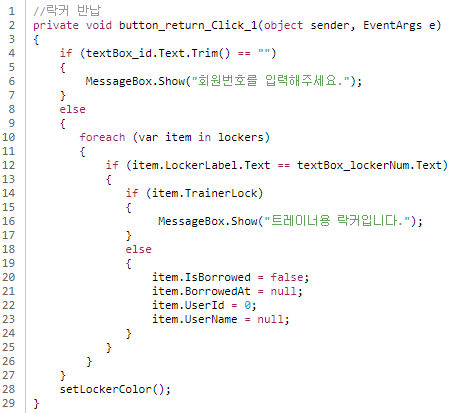 1 //락커 반납
2 private void button_return_Click_1(object sender, EventArgs e)
3 {
4     if (textBox_id.Text.Trim() == "")
5     {
6         MessageBox.Show("회원번호를 입력해주세요.");
7     }
8     else
9     {
10        foreach (var item in lockers)
11        {
12            if (item.LockerLabel.Text == textBox_lockerNum.Text)
13            {
14               if (item.TrainerLock)
15               {
16                    MessageBox.Show("트레이너용 락커입니다.");
17               }
18               else
19               {
20                   item.IsBorrowed = false;
21                   item.BorrowedAt = null;
22                   item.UserId = 0;
23                   item.UserName = null;
24               }
25            }
26         }
27     }
28     setLockerColor();
29 }